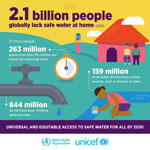 2.1 billion people
globally lack safe water at home
Of those people,
263 million
spend more than 30 minutes per
round trip collecting water
159 million
drink water directly from surface
sources, such as streams or lakes
844 million
do not have basic drinking
water services
UNIVERSAL AND EQUITABLE ACCESS TO SAFE WATER FOR ALL BY 2030
World Health
Organization
unicef